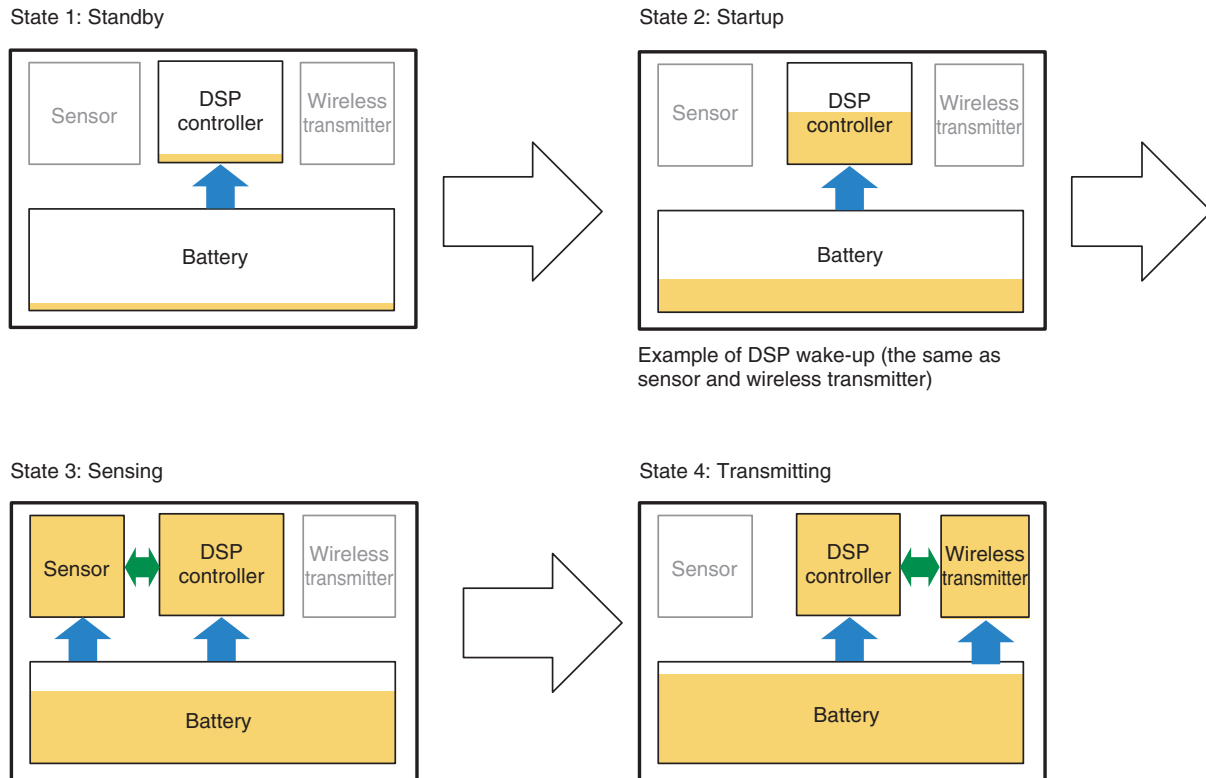 State 1: Standby
Sensor
DSP
controller
Wireless
transmitter
Battery
State 2: Startup
Sensor
DSP
controller
Wireless
transmitter
Battery
Example of DSP wake-up (the same as
sensor and wireless transmitter)
State 3: Sensing
Sensor
DSP
controller
Wireless
transmitter
Battery
State 4: Transmitting
Sensor
DSP
controller
Wireless
transmitter
Battery